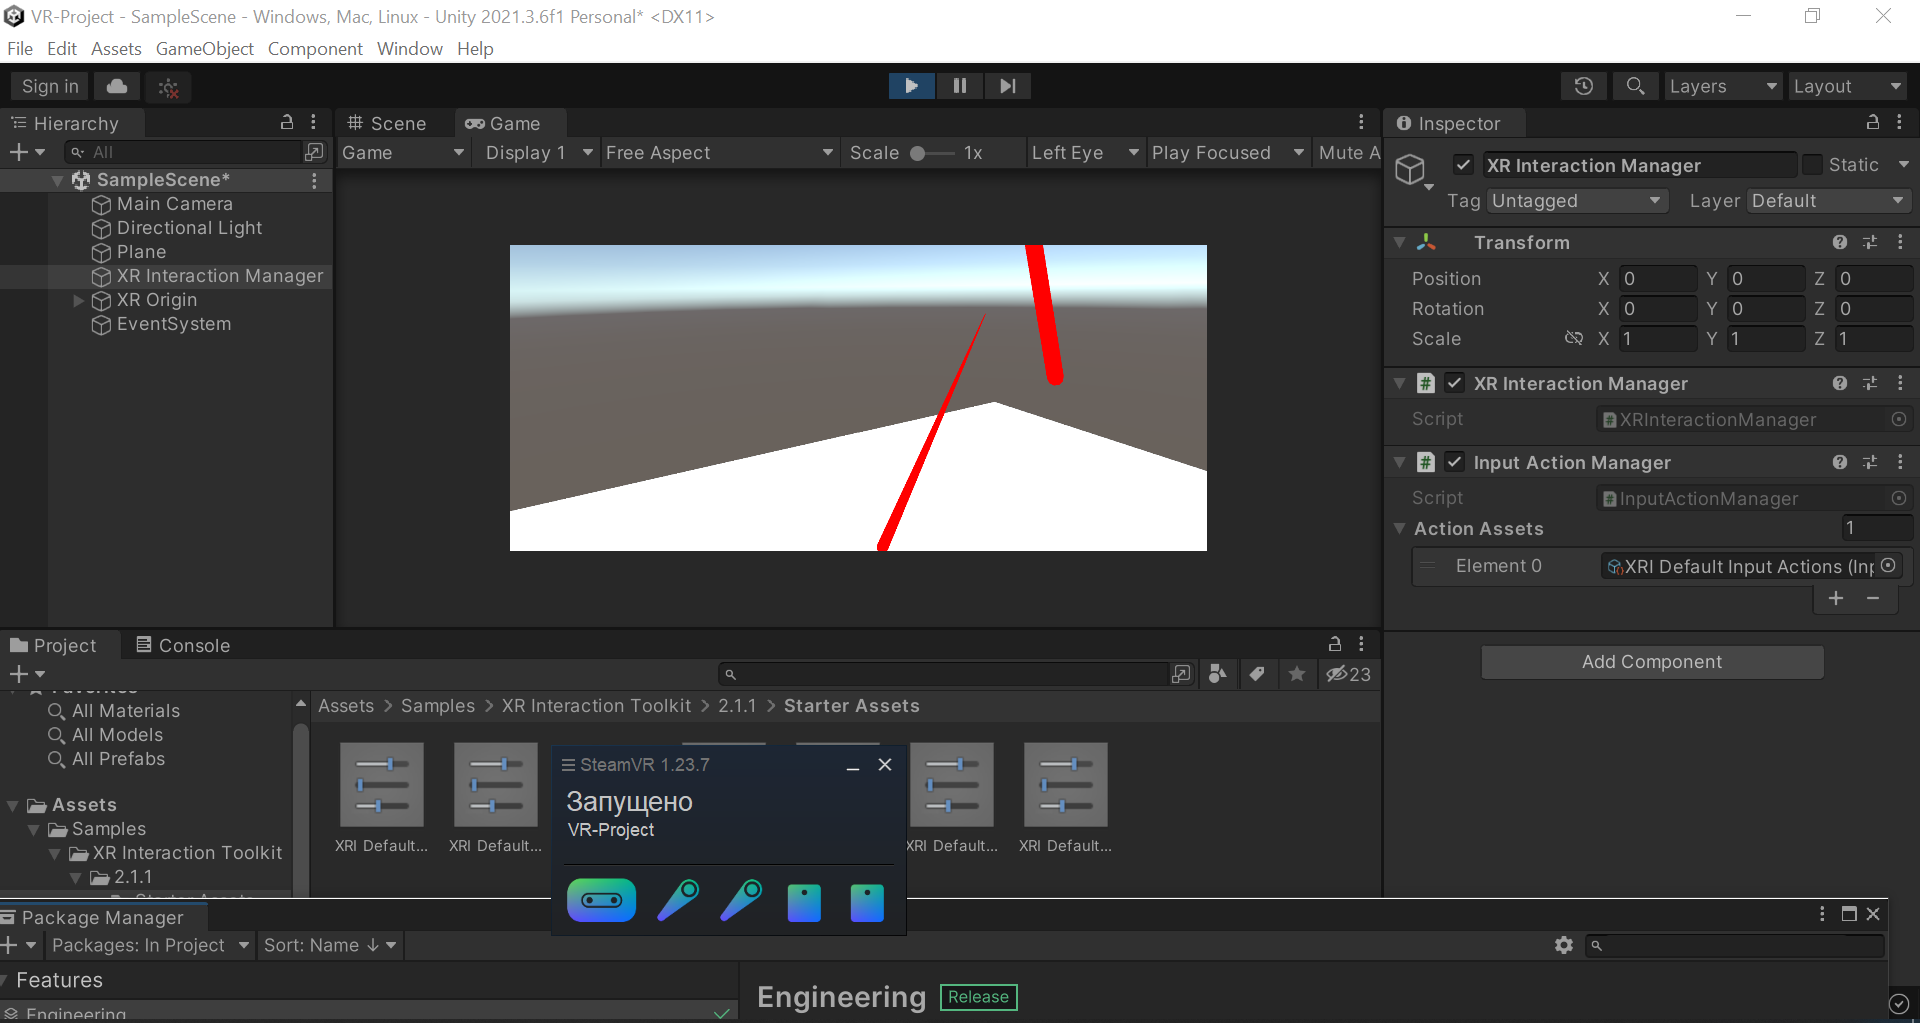 VR-Project - SampleScene - Windows, Mac, Linux - Unity 2021.3.6f1 Personal* <DX11>
File Edit Assets GameObject Component Window Help
Sign in
Layers
Layout
Hierarchy
All
SampleScene*
Main Camera
Directional Light
Plane
XR Interaction Manager
XR Origin
EventSystem
Scene
Game
Game
Display 1
Free Aspect
Scale
1x
Left Eye
Play Focused
Mute A
Inspector
XR Interaction Manager
Static
Tag Untagged
Layer Default
Transform
Position X 0 Y 0 Z 0
Rotation X 0 Y 0 Z 0
Scale X 1 Y 1 Z 1
XR Interaction Manager
Script XRInteractionManager
Input Action Manager
Script InputActionManager
Action Assets 1
Element 0 XRI Default Input Actions (Inp
Add Component
Project
Console
23
Favorites
All Materials
All Models
All Prefabs
Assets
Samples
XR Interaction Toolkit
2.1.1
Assets > Samples > XR Interaction Toolkit > 2.1.1 > Starter Assets
XRI Default...
XRI Default...
XRI Default...
XRI Default...
SteamVR 1.23.7
Запущено
VR-Project
Package Manager
Packages: In Project
Sort: Name ↓
Features
Engineering
Engineering
Release